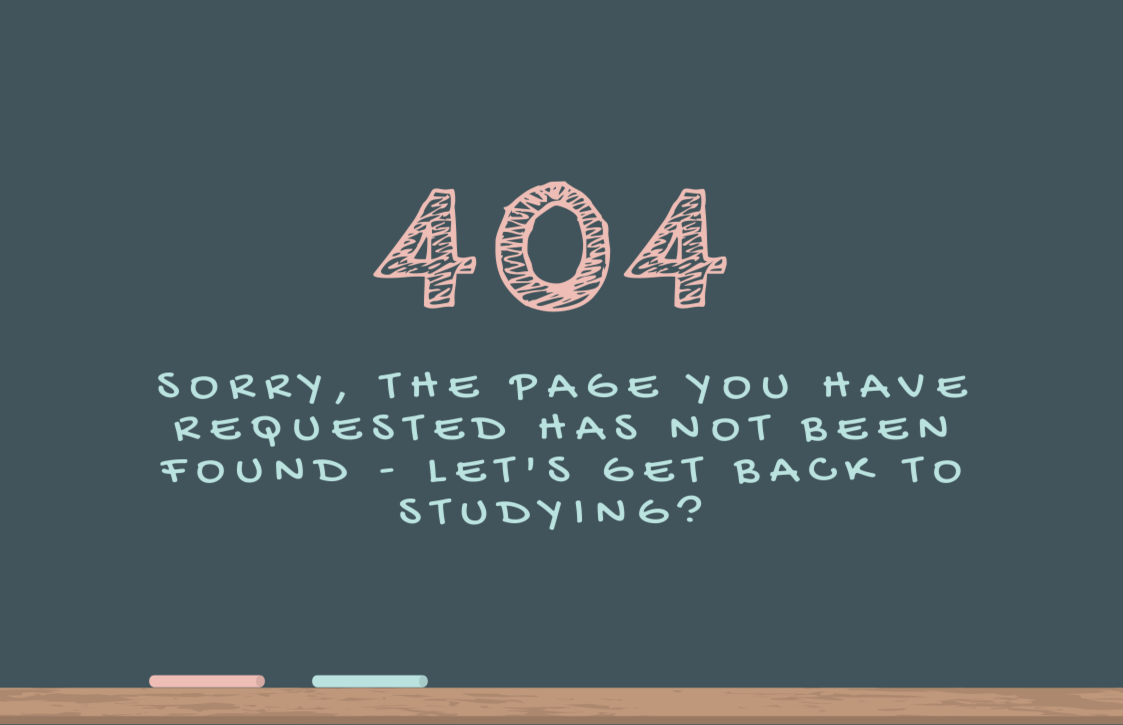 404
SORRY, THE PAGE YOU HAVE
REQUESTED HAS NOT BEEN
FOUND - LET'S GET BACK TO
STUDYING?